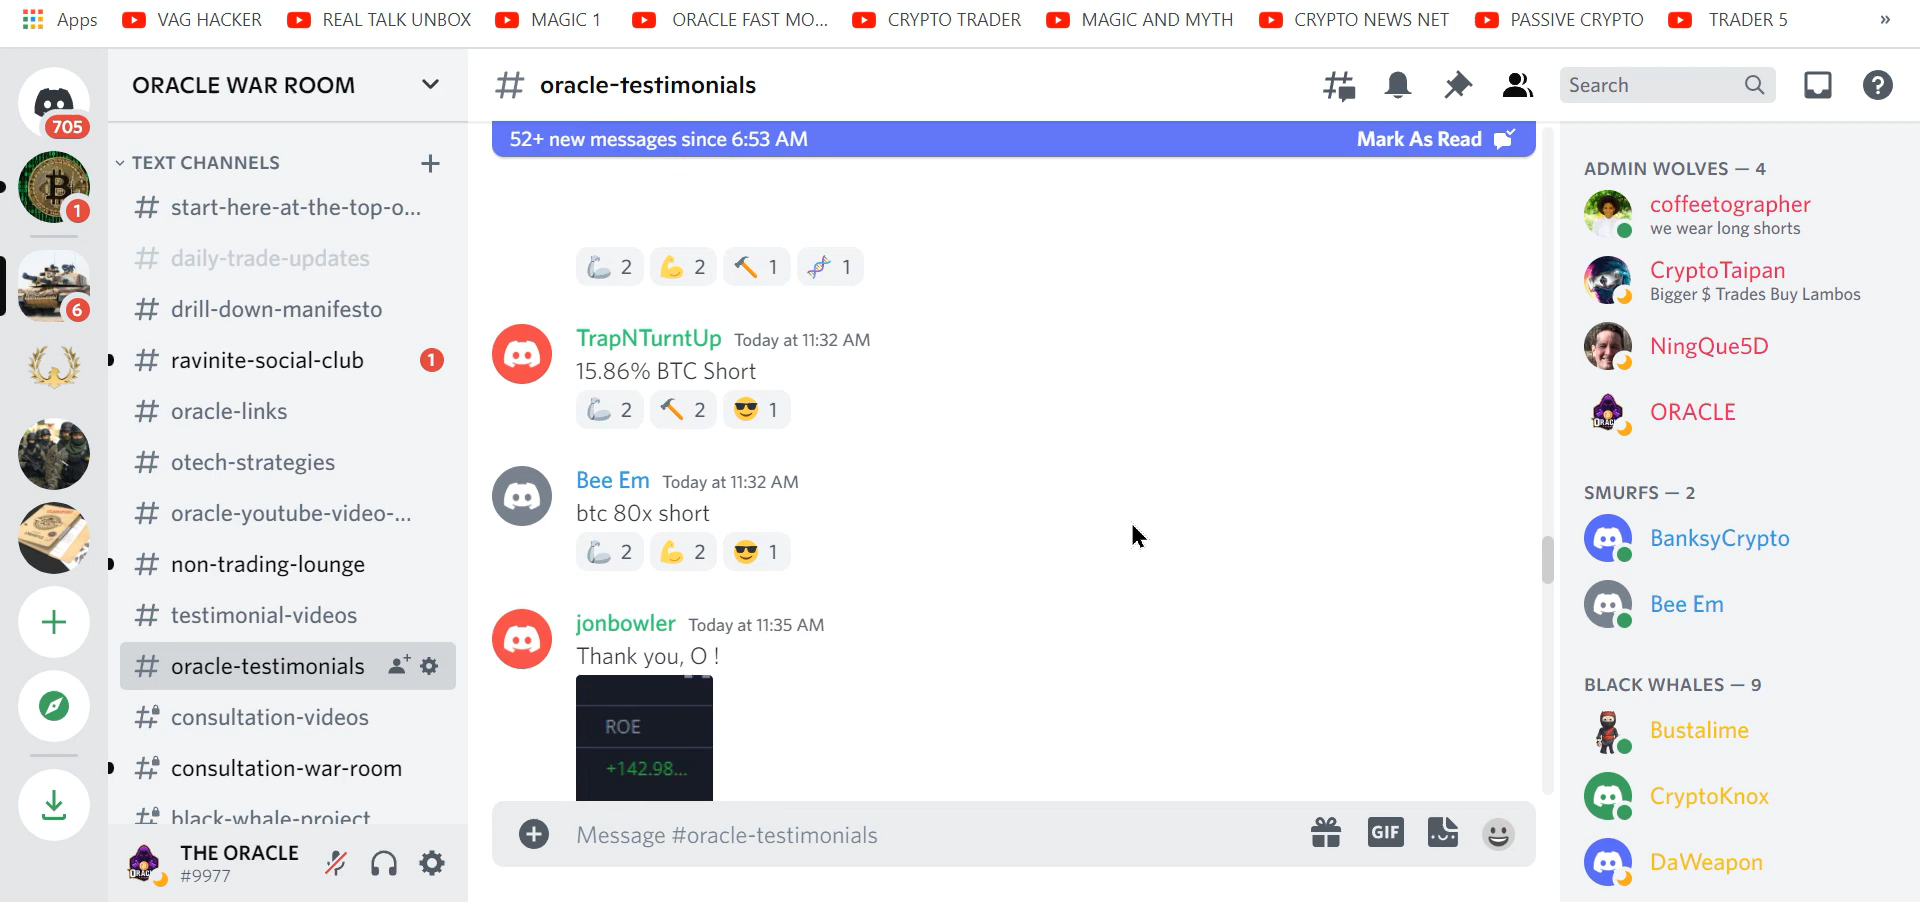 Apps VAG HACKER REAL TALK UNBOX MAGIC 1 ORACLE FAST MO... CRYPTO TRADER MAGIC AND MYTH CRYPTO NEWS NET PASSIVE CRYPTO TRADER 5 »
705
1
6
ORACLE WAR ROOM
TEXT CHANNELS
# start-here-at-the-top-o...
# daily-trade-updates
# drill-down-manifesto
# ravinite-social-club 1
# oracle-links
# otech-strategies
# oracle-youtube-video-...
# non-trading-lounge
# testimonial-videos
# oracle-testimonials
# consultation-videos
# consultation-war-room
# black-whale-project
THE ORACLE
#9977
# oracle-testimonials
Search
52+ new messages since 6:53 AM Mark As Read
2 2 1 1
TrapNTurntUp Today at 11:32 AM
15.86% BTC Short
2 2 1
Bee Em Today at 11:32 AM
btc 80x short
2 2 1
jonbowler Today at 11:35 AM
Thank you, O !
ROE
+142.98...
Message #oracle-testimonials
GIF
ADMIN WOLVES — 4
coffeetographer
we wear long shorts
CryptoTaipan
Bigger $ Trades Buy Lambos
NingQue5D
ORACLE
SMURFS — 2
BanksyCrypto
Bee Em
BLACK WHALES — 9
Bustalime
CryptoKnox
DaWeapon